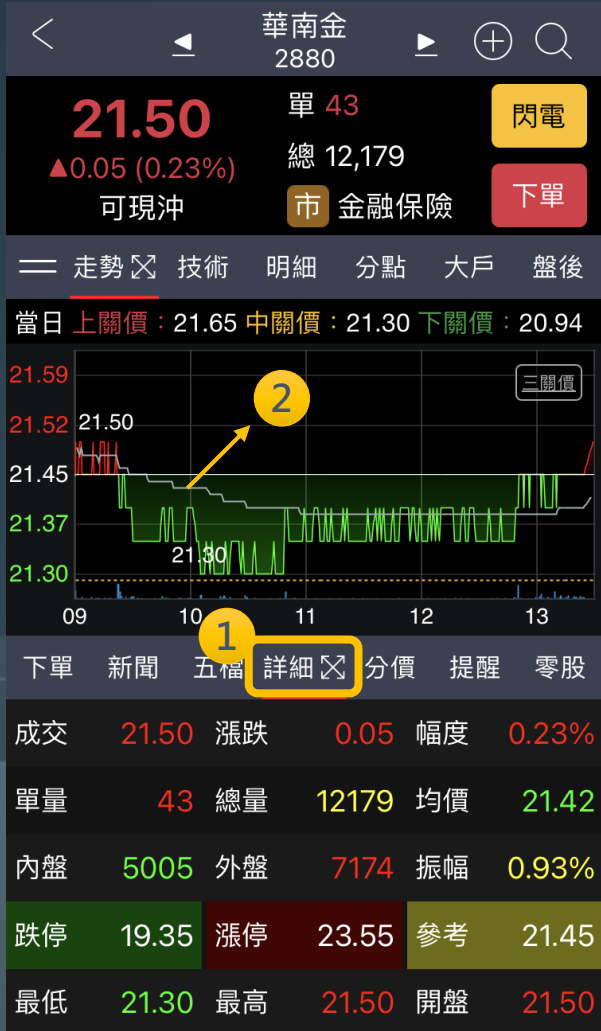 華南金
2880
21.50
▲0.05 (0.23%)
可現沖
單 43
總 12,179
市 金融保險
閃電
下單
走勢 技術 明細 分點 大戶 盤後
當日 上關價：21.65 中關價：21.30 下關價：20.94
21.59
21.52
21.45
21.37
21.30
三關價
21.50
2
21.30
09 10 11 12 13
1
下單 新聞 五檔 詳細 分價 提醒 零股
成交 21.50 漲跌 0.05 幅度 0.23%
單量 43 總量 12179 均價 21.42
內盤 5005 外盤 7174 振幅 0.93%
跌停 19.35 漲停 23.55 參考 21.45
最低 21.30 最高 21.50 開盤 21.50